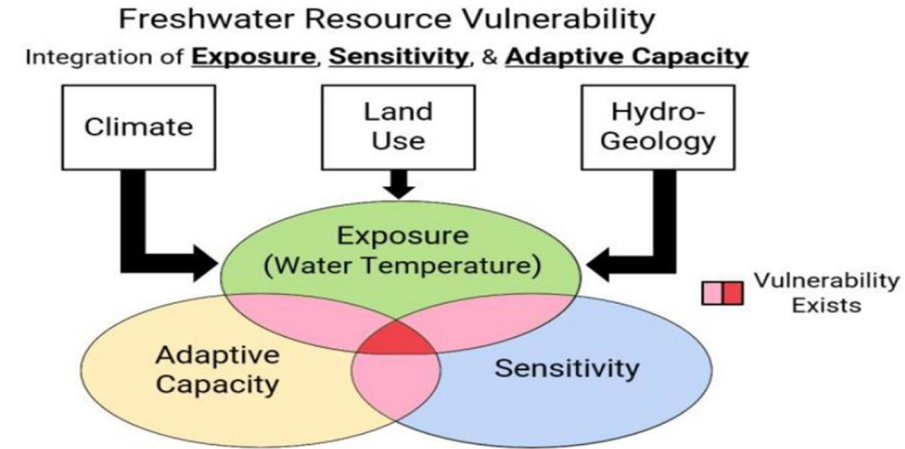 Freshwater Resource Vulnerability
Integration of Exposure, Sensitivity, & Adaptive Capacity
Climate
Land
Use
Hydro-
Geology
Exposure
(Water Temperature)
Vulnerability
Exists
Adaptive
Capacity
Sensitivity